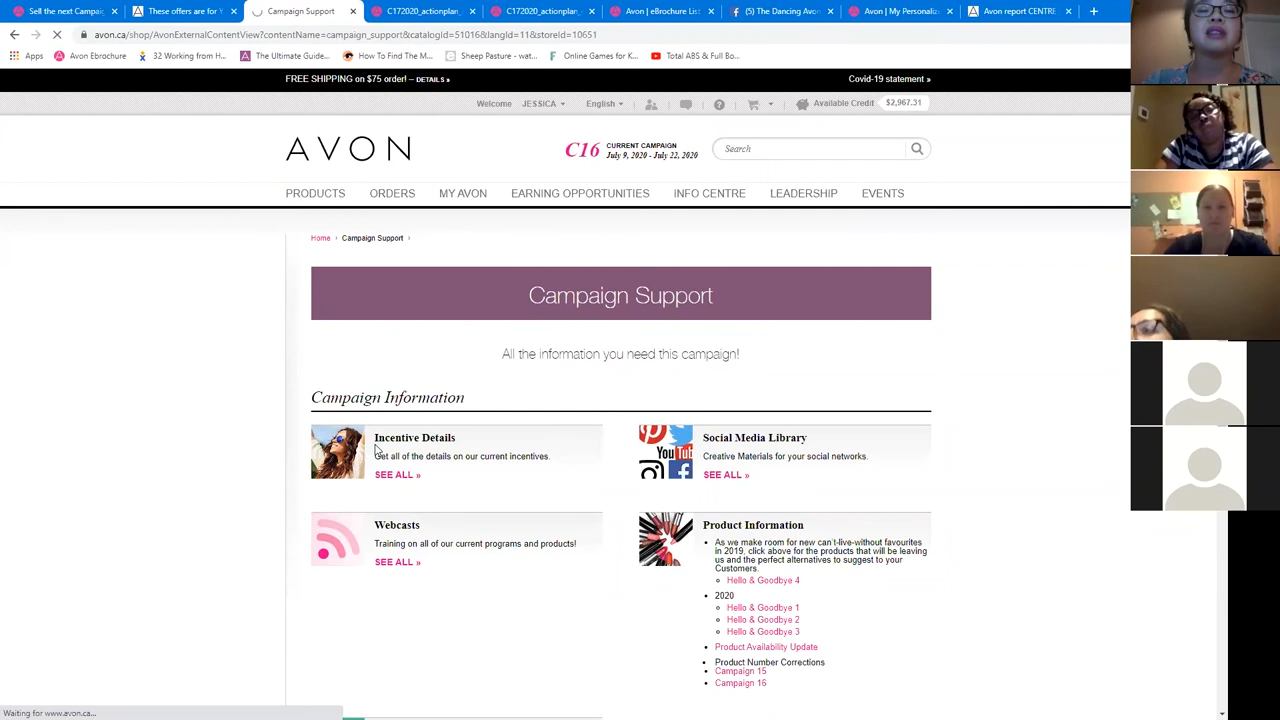 Sell the next Campaig
These offers are for Y
Campaign Support
C172020_actionplan_
C172020_actionplan_
Avon | eBrochure List
(5) The Dancing Avon
Avon | My Personaliz
Avon report CENTRE
avon.ca/shop/AvonExternalContentView?contentName=campaign_support&catalogId=51016&langId=11&storeId=10651
Apps
Avon Ebrochure
32 Working from H...
The Ultimate Guide...
How To Find The M...
Sheep Pasture - wat...
Online Games for K...
Total ABS & Full Bo...
FREE SHIPPING on $75 order! – DETAILS »
Covid-19 statement »
Welcome JESSICA
English
Available Credit $2,967.31
AVON
C16
CURRENT CAMPAIGN
July 9, 2020 - July 22, 2020
Search
PRODUCTS ORDERS MY AVON EARNING OPPORTUNITIES INFO CENTRE LEADERSHIP EVENTS
Home › Campaign Support ›
Campaign Support
All the information you need this campaign!
Campaign Information
Incentive Details
Get all of the details on our current incentives.
SEE ALL »
You
Tub
Social Media Library
Creative Materials for your social networks.
SEE ALL »
Webcasts
Training on all of our current programs and products!
SEE ALL »
Product Information
As we make room for new can't-live-without favourites
in 2019, click above for the products that will be leaving
us and the perfect alternatives to suggest to your
Customers.
Hello & Goodbye 4
2020
Hello & Goodbye 1
Hello & Goodbye 2
Hello & Goodbye 3
Product Availability Update
Product Number Corrections
Campaign 15
Campaign 16
Waiting for www.avon.ca...